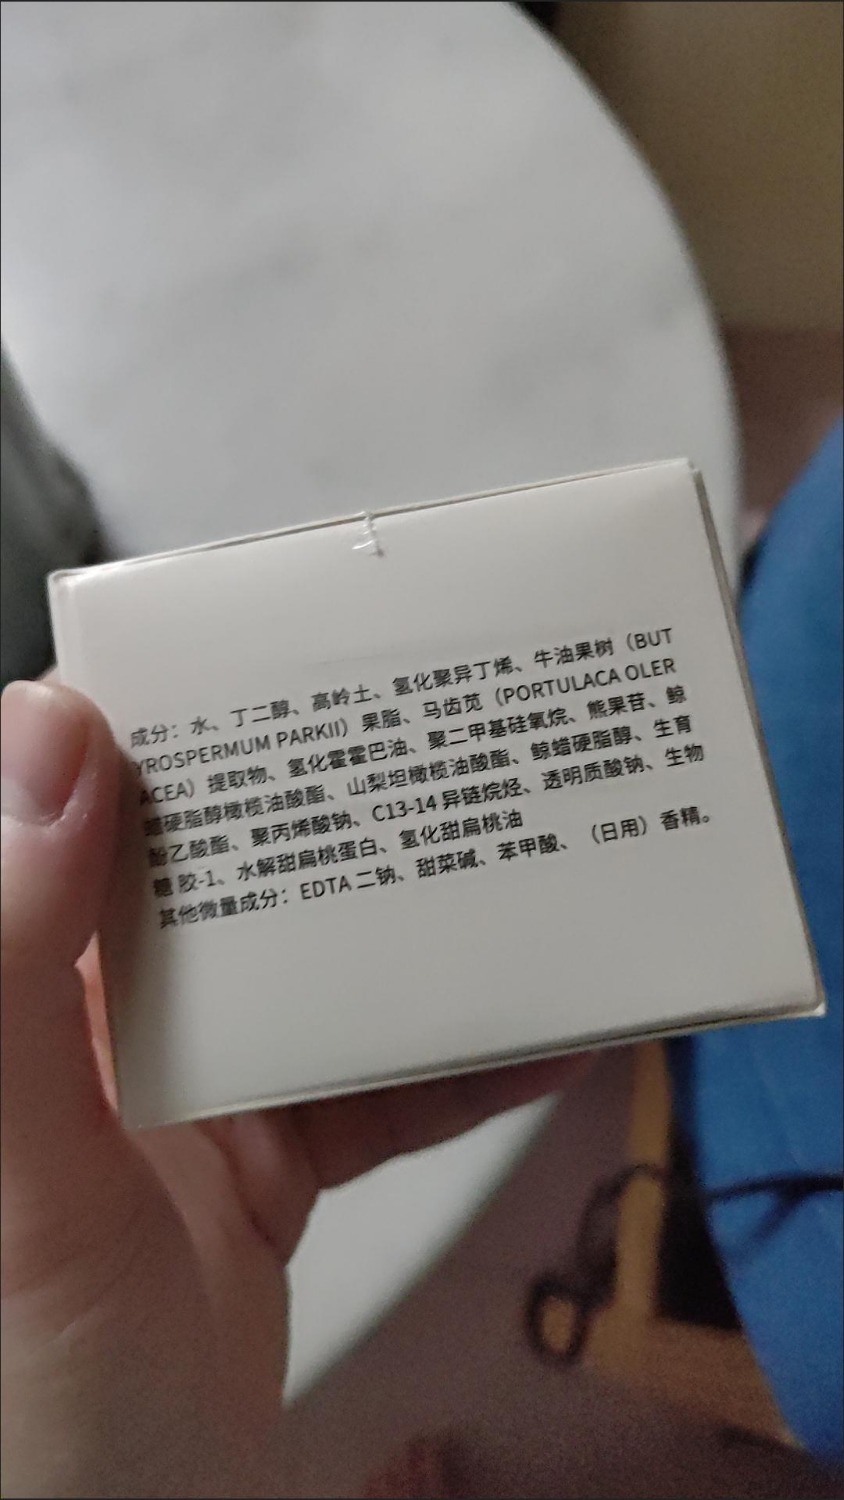 成分：水、丁二醇、高岭土、氢化聚异丁烯、牛油果树（BUT
YROSPERMUM PARKII）果脂、马齿苋（PORTULACA OLER
ACEA）提取物、氢化霍霍巴油、聚二甲基硅氧烷、熊果苷、鲸
蜡硬脂醇橄榄油酸酯、山梨坦橄榄油酸酯、鲸蜡硬脂醇、生育
酚乙酸酯、聚丙烯酸钠、C13-14 异链烷烃、透明质酸钠、生物
糖 胶-1、水解甜扁桃蛋白、氢化甜扁桃油
其他微量成分：EDTA 二钠、甜菜碱、苯甲酸、（日用）香精。